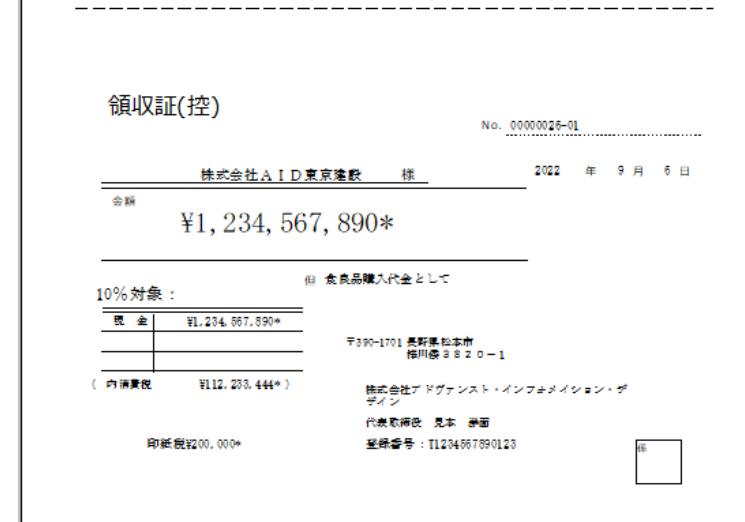 領収証(控)
No. 00000026-01
株式会社AID東京建設 様
2022 年 9 月 6 日
金額
¥1,234,567,890*
但 食良品購入代金として
10%対象：
現 金 ¥1,234,567,890*
〒390-1701 長野県松本市
梓川倭3820-1
( 内消費税 ¥112,233,444* )
株式会社アドヴァンスト・インフォメイション・デ
ザイン
代表取締役 見本 券面
印紙税¥200,000*
登録番号：T1234567890123
係